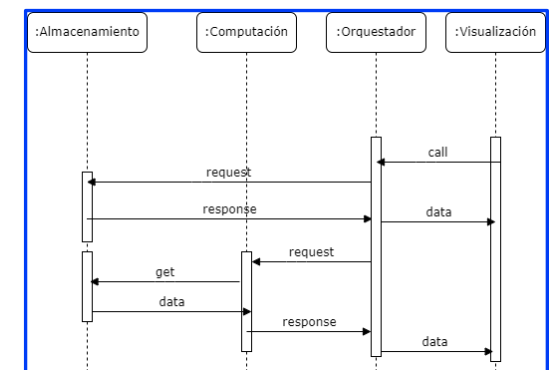 :Almacenamiento
:Computación
:Orquestador
:Visualización
call
request
response
data
request
get
data
response
data